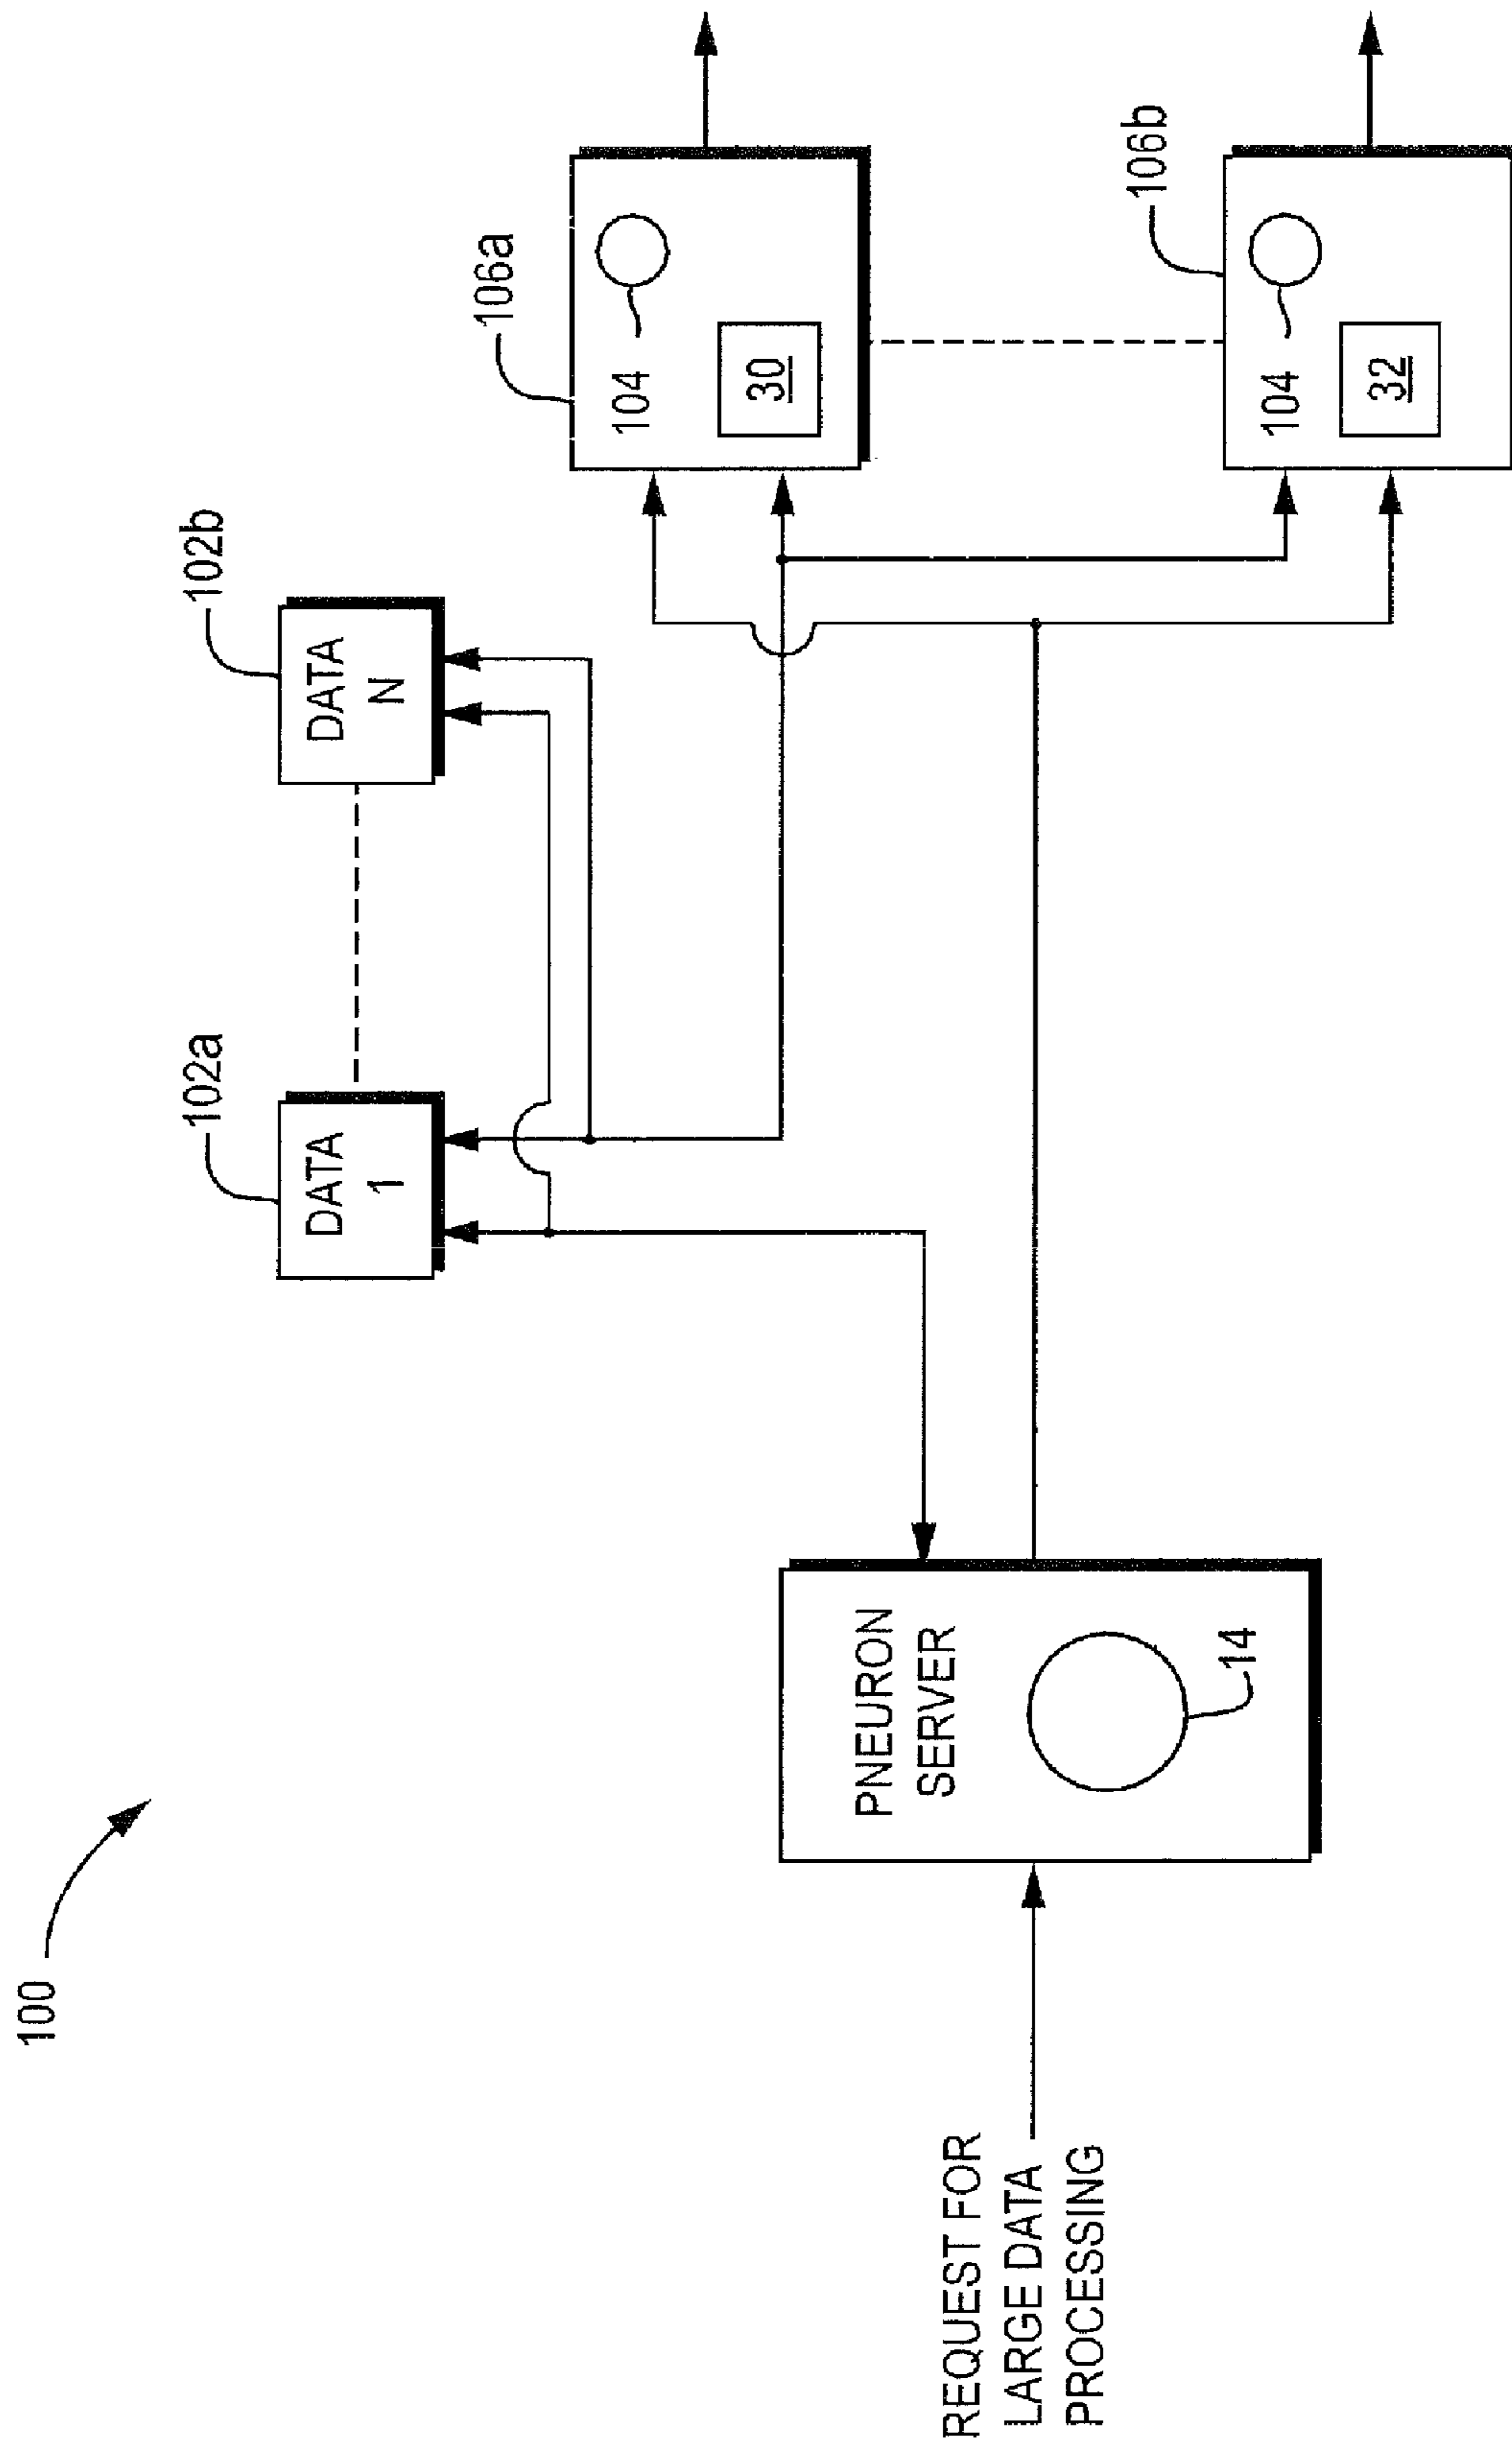 100
102a
102b
DATA
1
DATA
N
106a
104
30
106b
104
32
PNEURON
SERVER
14
REQUEST FOR
LARGE DATA
PROCESSING